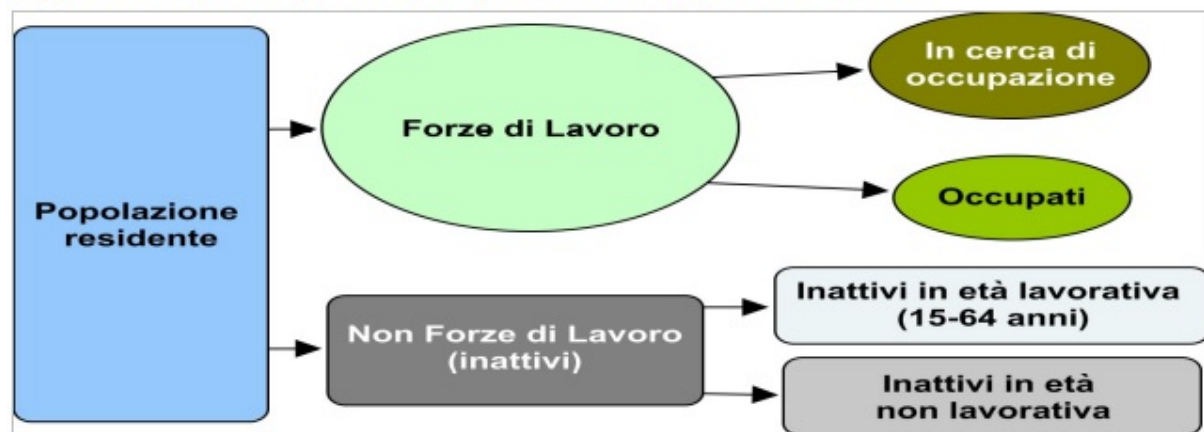 Popolazione
residente
Forze di Lavoro
In cerca di
occupazione
Occupati
Non Forze di Lavoro
(inattivi)
Inattivi in età lavorativa
(15-64 anni)
Inattivi in età
non lavorativa